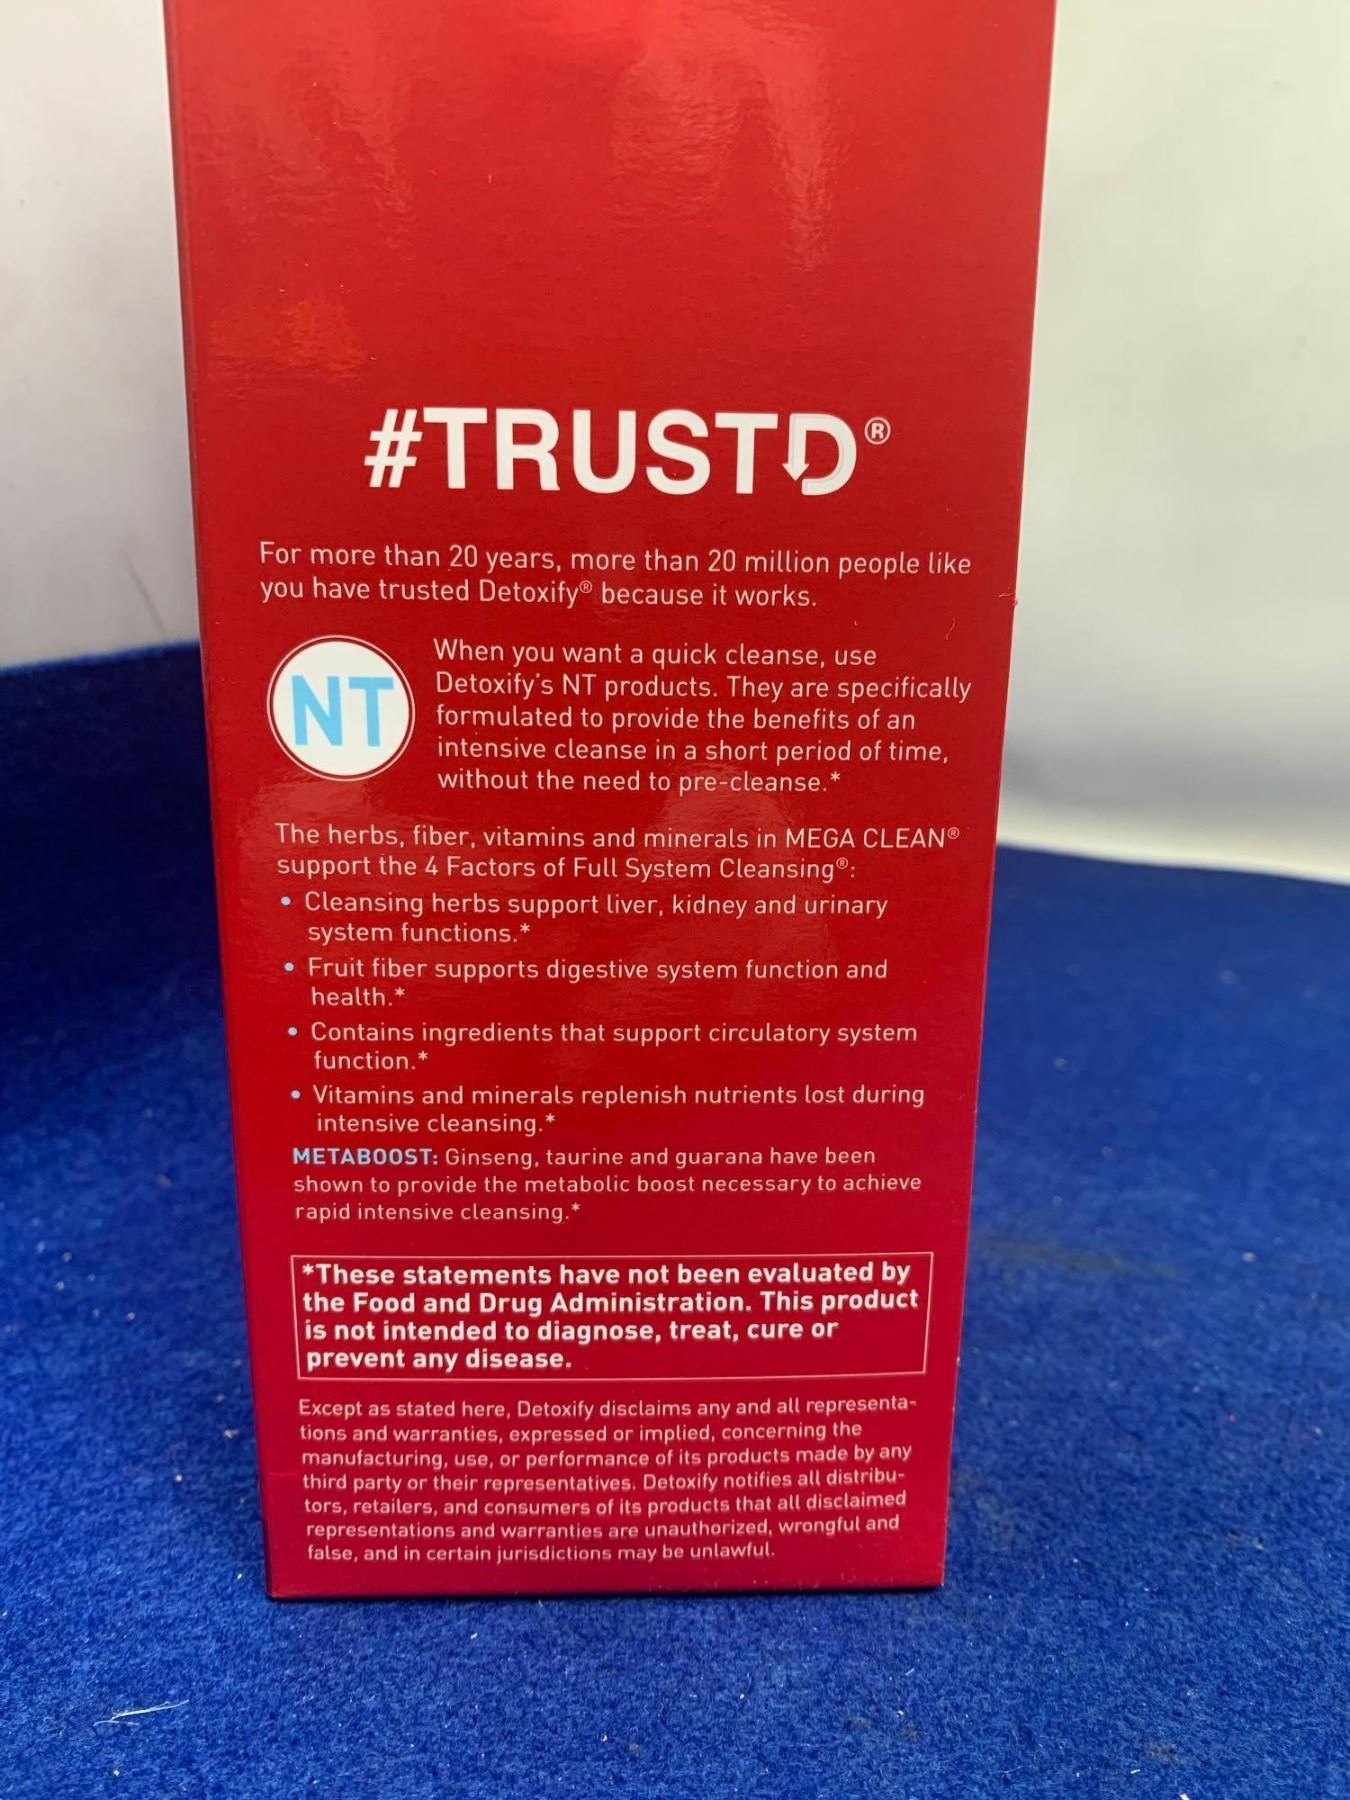 #TRUSTD®
For more than 20 years, more than 20 million people like
you have trusted Detoxify® because it works.
NT
When you want a quick cleanse, use
Detoxify's NT products. They are specifically
formulated to provide the benefits of an
intensive cleanse in a short period of time,
without the need to pre-cleanse.*
The herbs, fiber, vitamins and minerals in MEGA CLEAN®
support the 4 Factors of Full System Cleansing®:
• Cleansing herbs support liver, kidney and urinary
system functions.*
• Fruit fiber supports digestive system function and
health.*
• Contains ingredients that support circulatory system
function.*
• Vitamins and minerals replenish nutrients lost during
intensive cleansing.*
METABOOST: Ginseng, taurine and guarana have been
shown to provide the metabolic boost necessary to achieve
rapid intensive cleansing.*
*These statements have not been evaluated by
the Food and Drug Administration. This product
is not intended to diagnose, treat, cure or
prevent any disease.
Except as stated here, Detoxify disclaims any and all representa-
tions and warranties, expressed or implied, concerning the
manufacturing, use, or performance of its products made by any
third party or their representatives. Detoxify notifies all distribu-
tors, retailers, and consumers of its products that all disclaimed
representations and warranties are unauthorized, wrongful and
false, and in certain jurisdictions may be unlawful.